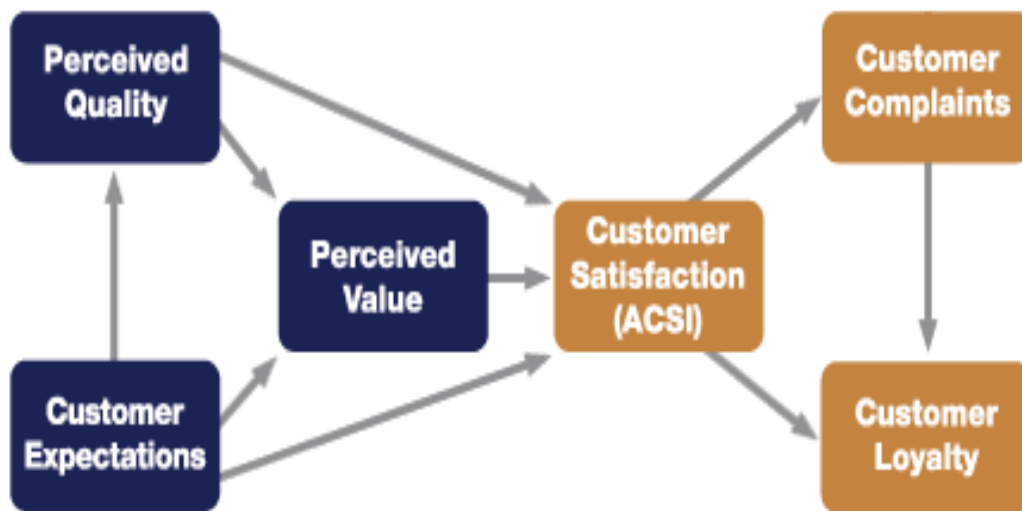 Perceived
Quality
Customer
Complaints
Perceived
Value
Customer
Satisfaction
(ACSI)
Customer
Expectations
Customer
Loyalty